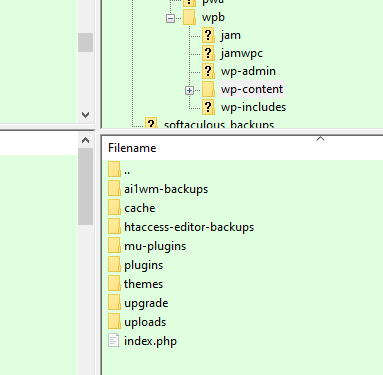 pwa
wpb
jam
jamwpc
wp-admin
wp-content
wp-includes
softaculous_backups
Filename
..
ai1wm-backups
cache
htaccess-editor-backups
mu-plugins
plugins
themes
upgrade
uploads
index.php